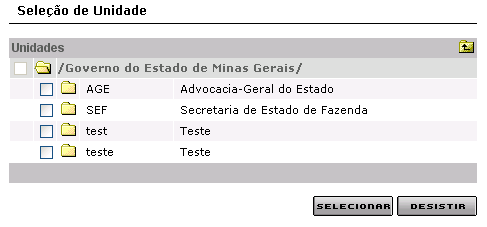 Seleção de Unidade
Unidades
/Governo do Estado de Minas Gerais/
AGE Advocacia-Geral do Estado
SEF Secretaria de Estado de Fazenda
test Teste
teste Teste
SELECIONAR DESISTIR